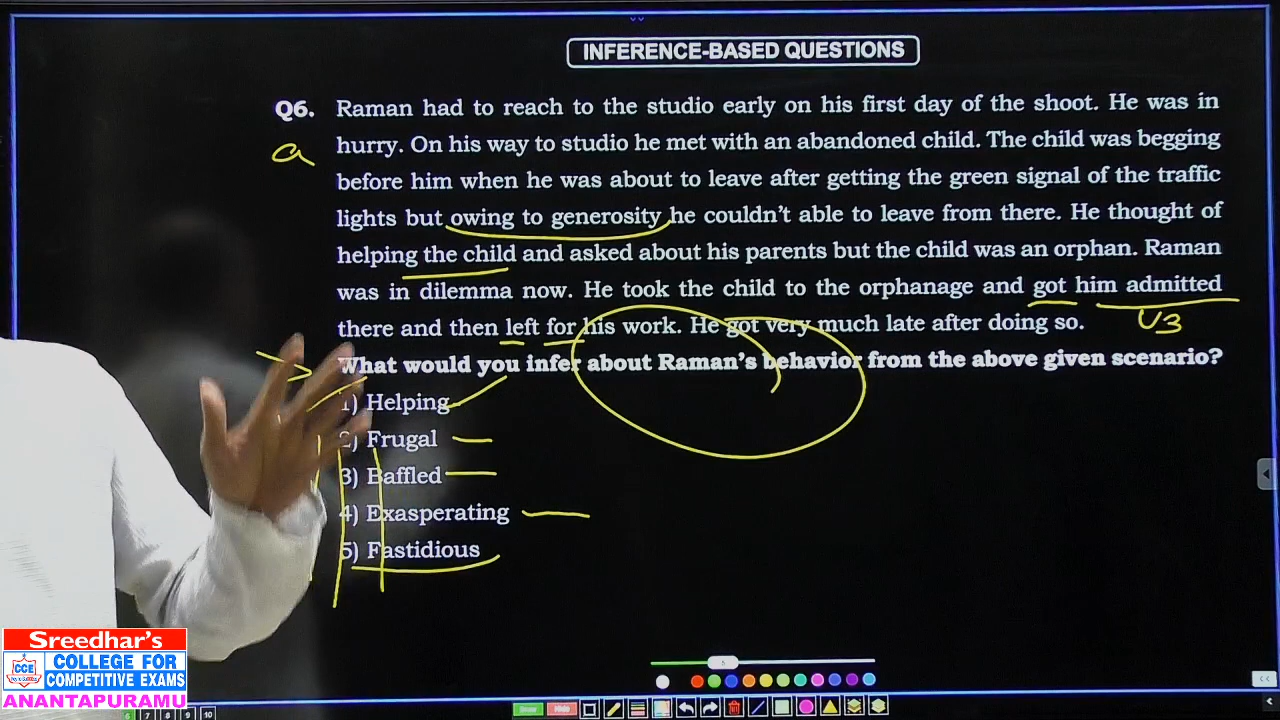 INFERENCE-BASED QUESTIONS
Q6. Raman had to reach to the studio early on his first day of the shoot. He was in
a
hurry. On his way to studio he met with an abandoned child. The child was begging
before him when he was about to leave after getting the green signal of the traffic
lights but owing to generosity he couldn't able to leave from there. He thought of
helping the child and asked about his parents but the child was an orphan. Raman
was in dilemma now. He took the child to the orphanage and got him admitted
there and then left for his work. He got very much late after doing so.
V3
What would you infer about Raman's behavior from the above given scenario?
1) Helping
2) Frugal
3) Baffled
4) Exasperating
5) Fastidious
Sreedhar's
CCE
COLLEGE FOR
COMPETITIVE EXAMS
ANANTAPURAMU
6 7 8 9 10